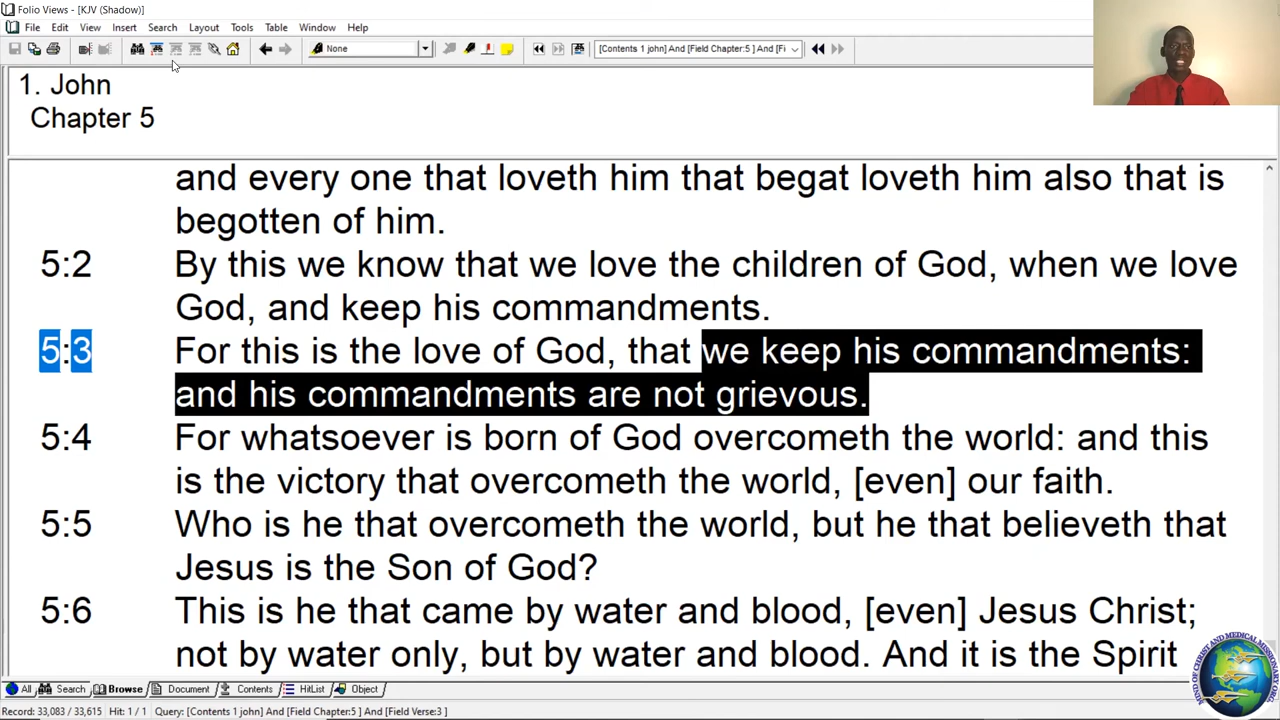 Folio Views - [KJV (Shadow)]
File Edit View Insert Search Layout Tools Table Window Help
None [Contents 1 john] And [Field Chapter:5 ] And [Fi
1. John
Chapter 5
and every one that loveth him that begat loveth him also that is
begotten of him.
5:2 By this we know that we love the children of God, when we love
God, and keep his commandments.
5:3 For this is the love of God, that we keep his commandments:
and his commandments are not grievous.
5:4 For whatsoever is born of God overcometh the world: and this
is the victory that overcometh the world, [even] our faith.
5:5 Who is he that overcometh the world, but he that believeth that
Jesus is the Son of God?
5:6 This is he that came by water and blood, [even] Jesus Christ;
not by water only, but by water and blood. And it is the Spirit
All Search Browse Document Contents HitList Object
Record: 33,083 / 33,615 Hit: 1 / 1 Query: [Contents 1 john] And [Field Chapter:5 ] And [Field Verse:3 ]
MIND OF CHRIST AND MEDICAL MISSIONARY.ORG